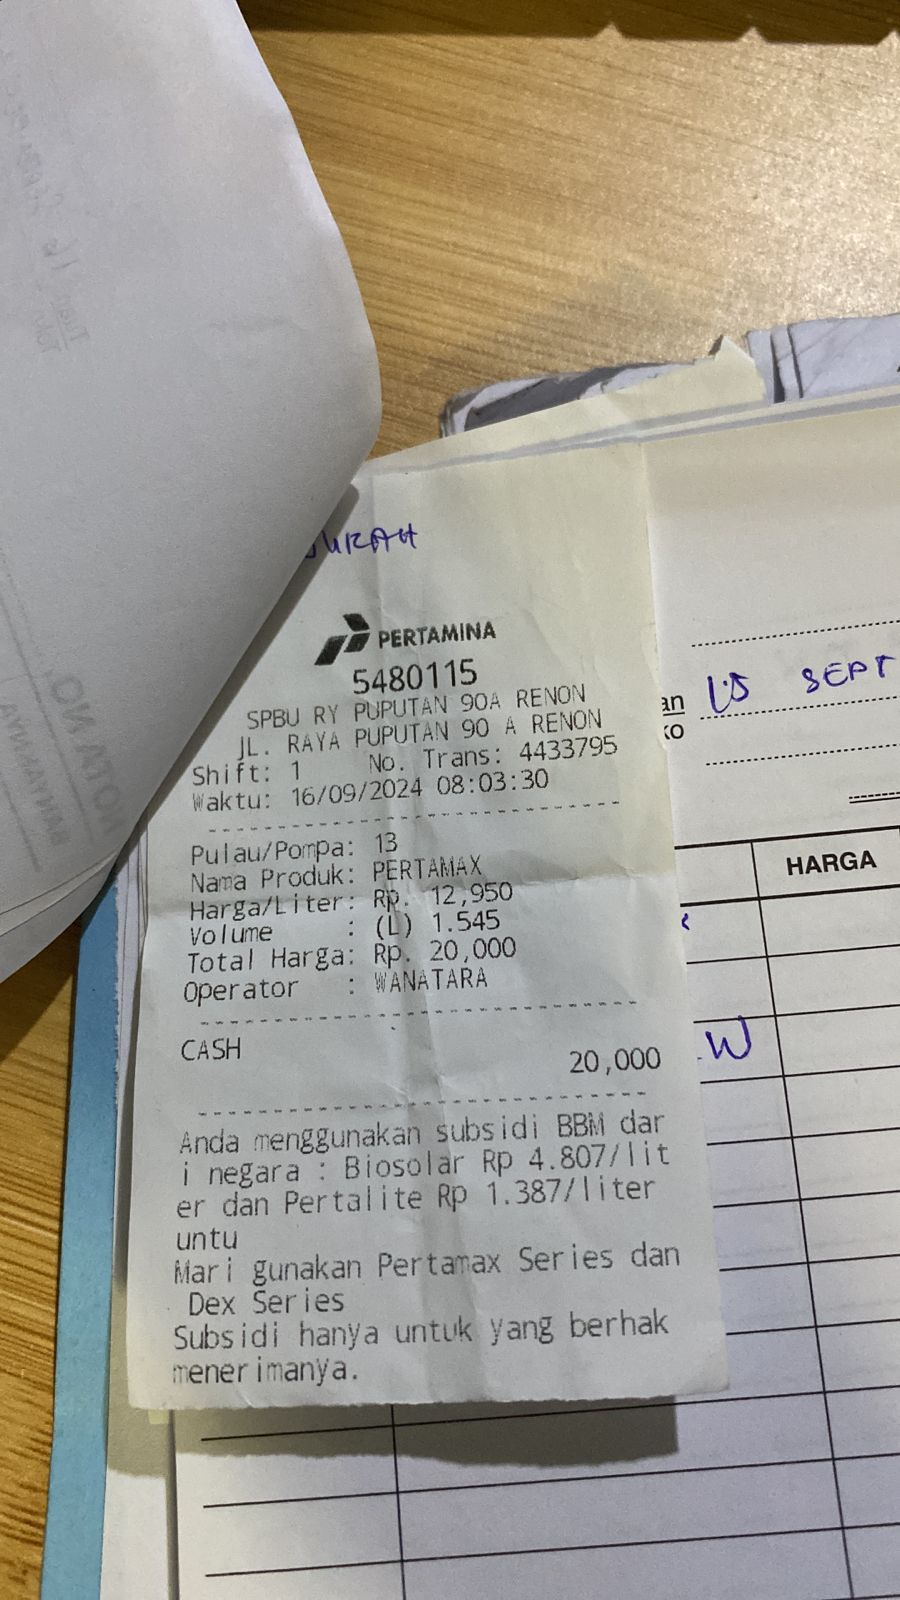 PERTAMINA
5480115
SPBU RY PUPUTAN 90A RENON
JL. RAYA PUPUTAN 90 A RENON
Shift: 1 No. Trans: 4433795
Waktu: 16/09/2024 08:03:30
Pulau/Pompa: 13
Nama Produk: PERTAMAX
Harga/Liter: Rp. 12,950
Volume : (L) 1.545
Total Harga: Rp. 20,000
Operator : WANATARA
CASH
20,000
Anda menggunakan subsidi BBM dar
i negara : Biosolar Rp 4.807/lit
er dan Pertalite Rp 1.387/liter
untu
Mari gunakan Pertamax Series dan
Dex Series
Subsidi hanya untuk yang berhak
menerimanya.
SEPT
HARGA